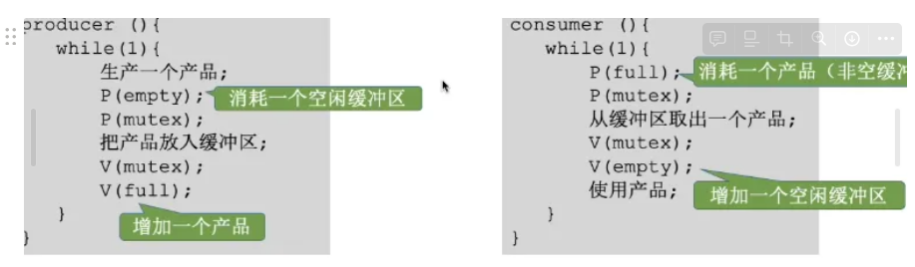 producer (){
while(1){
生产一个产品;
P(empty);
消耗一个空闲缓冲区
P(mutex);
把产品放入缓冲区;
V(mutex);
V(full);
增加一个产品
}
}
consumer (){
while(1){
P(full);
消耗一个产品（非空缓冲
P(mutex);
从缓冲区取出一个产品;
V(mutex);
V(empty);
增加一个空闲缓冲区
使用产品;
}
}